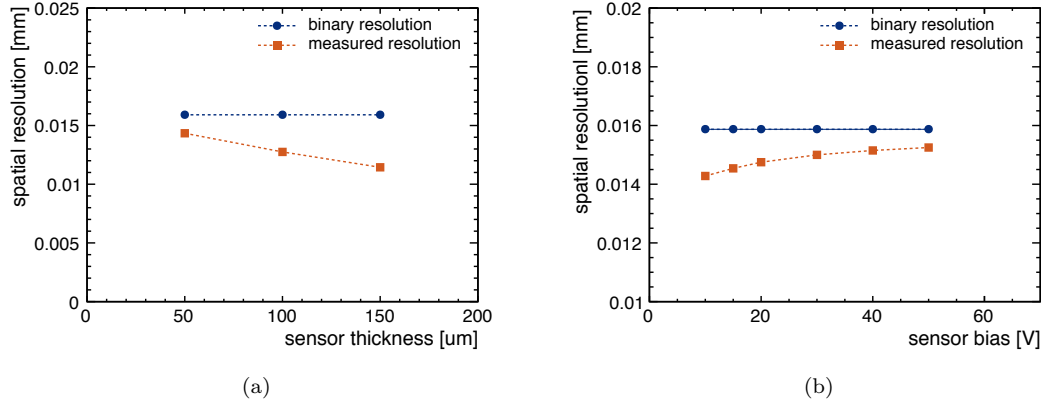 spatial resolution [mm]
0.025
0.02
0.015
0.01
0.005
0
binary resolution
measured resolution
0 50 100 150 200
sensor thickness [um]
(a)
spatial resolutionl [mm]
0.02
0.018
0.016
0.014
0.012
0.01
binary resolution
measured resolution
0 20 40 60
sensor bias [V]
(b)